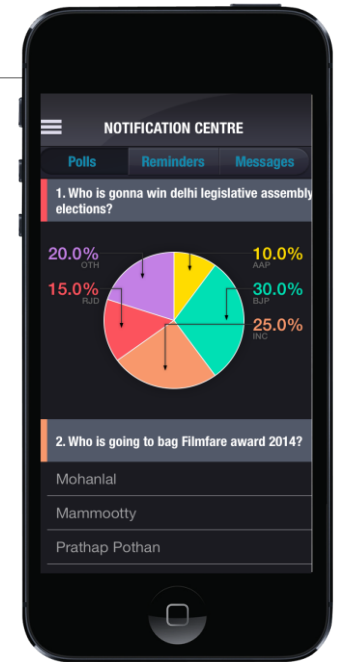 NOTIFICATION CENTRE
Polls Reminders Messages
1. Who is gonna win delhi legislative assembly
elections?
20.0% 10.0%
OTH AAP
15.0% 30.0%
RJD BJP
25.0%
INC
2. Who is going to bag Filmfare award 2014?
Mohanlal
Mammootty
Prathap Pothan